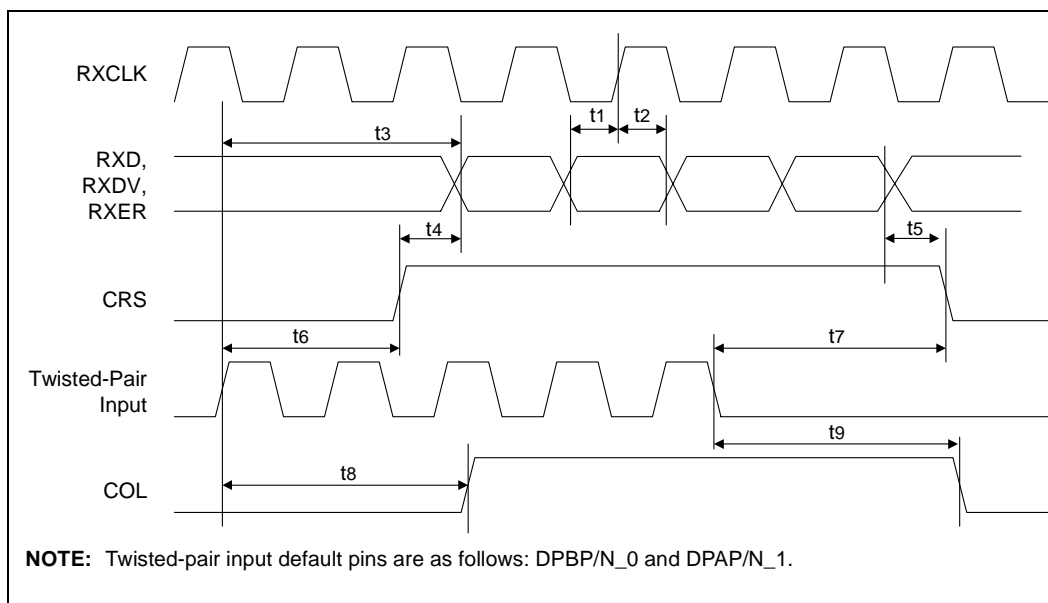 RXCLK
t1
t2
t3
RXD,
RXDV,
RXER
t4
t5
CRS
t6
t7
Twisted-Pair
Input
t9
t8
COL
NOTE: Twisted-pair input default pins are as follows: DPBP/N_0 and DPAP/N_1.